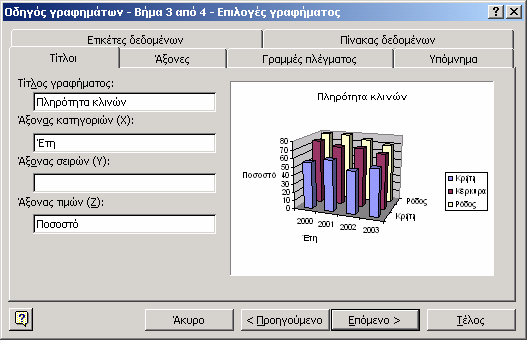 Οδηγός γραφημάτων - Βήμα 3 από 4 - Επιλογές γραφήματος
Ετικέτες δεδομένων Πίνακας δεδομένων
Τίτλοι Άξονες Γραμμές πλέγματος Υπόμνημα
Τίτλος γραφήματος:
Πληρότητα κλινών
Άξονας κατηγοριών (X):
Έτη
Άξονας σειρών (Y):
Άξονας τιμών (Z):
Ποσοστό
Πληρότητα κλινών
80
70
60
50
40
30
20
10
0
Ποσοστό
2000 2001 2002 2003
Έτη
Κρήτη
Ρόδος
Κρήτη
Κέρκυρα
Ρόδος
Άκυρο < Προηγούμενο Επόμενο > Τέλος